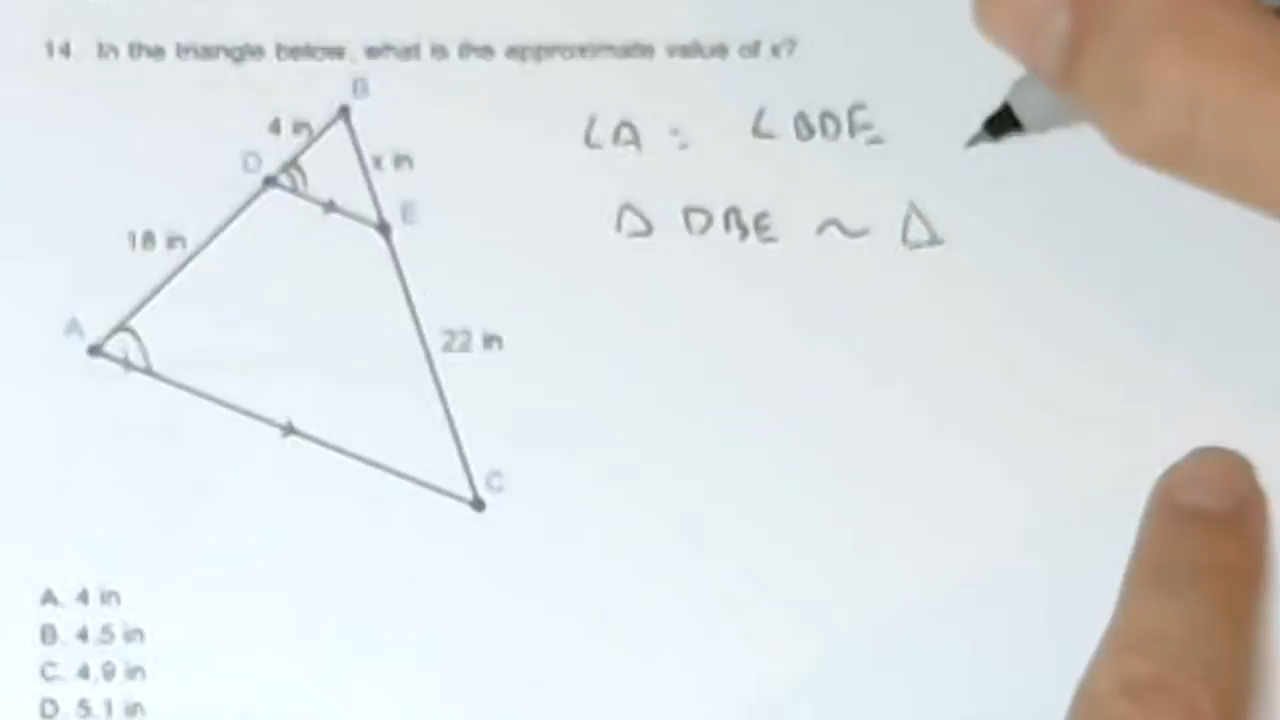 14. In the triangle below, what is the approximate value of x?
B
4 in
D
x in
E
18 in
A
22 in
C
∠A = ∠BDE
Δ DBE ~ Δ
A. 4 in
B. 4.5 in
C. 4.9 in
D. 5.1 in